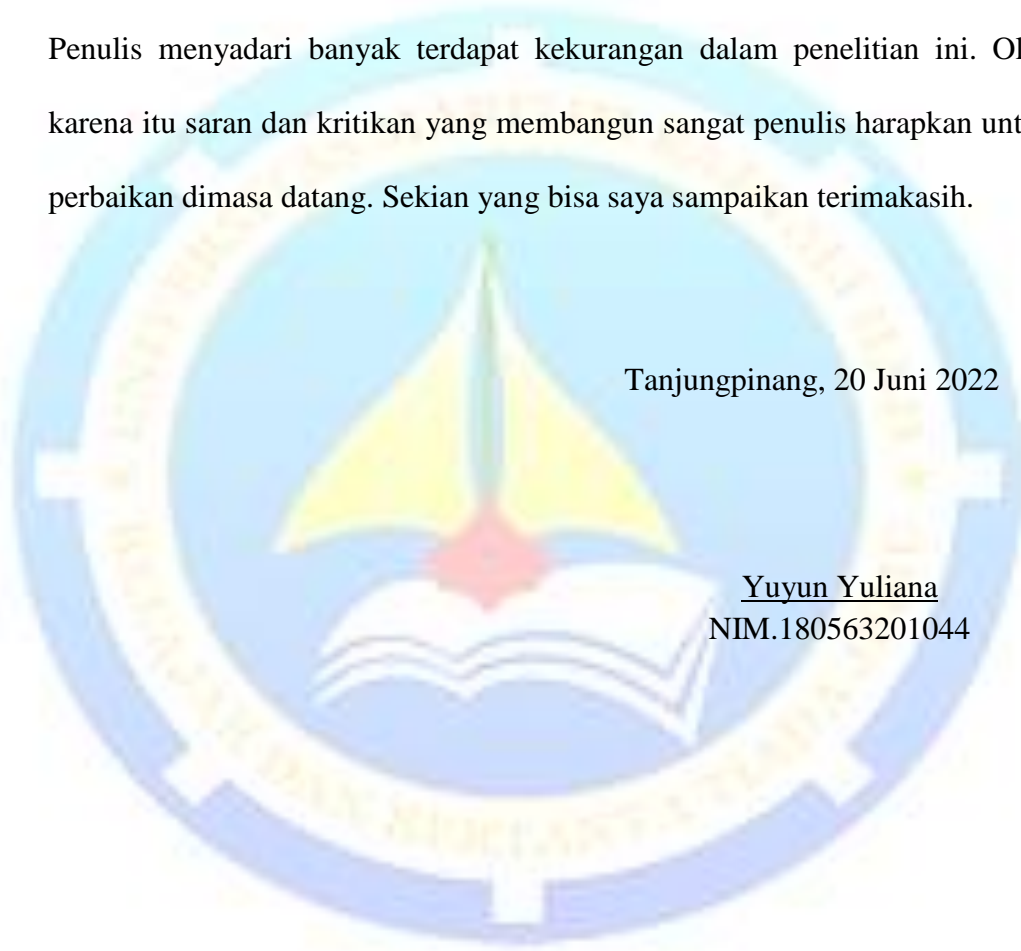 Penulis menyadari banyak terdapat kekurangan dalam penelitian ini. Ol
karena itu saran dan kritikan yang membangun sangat penulis harapkan unt
perbaikan dimasa datang. Sekian yang bisa saya sampaikan terimakasih.
Tanjungpinang, 20 Juni 2022
Yuyun Yuliana
NIM.180563201044